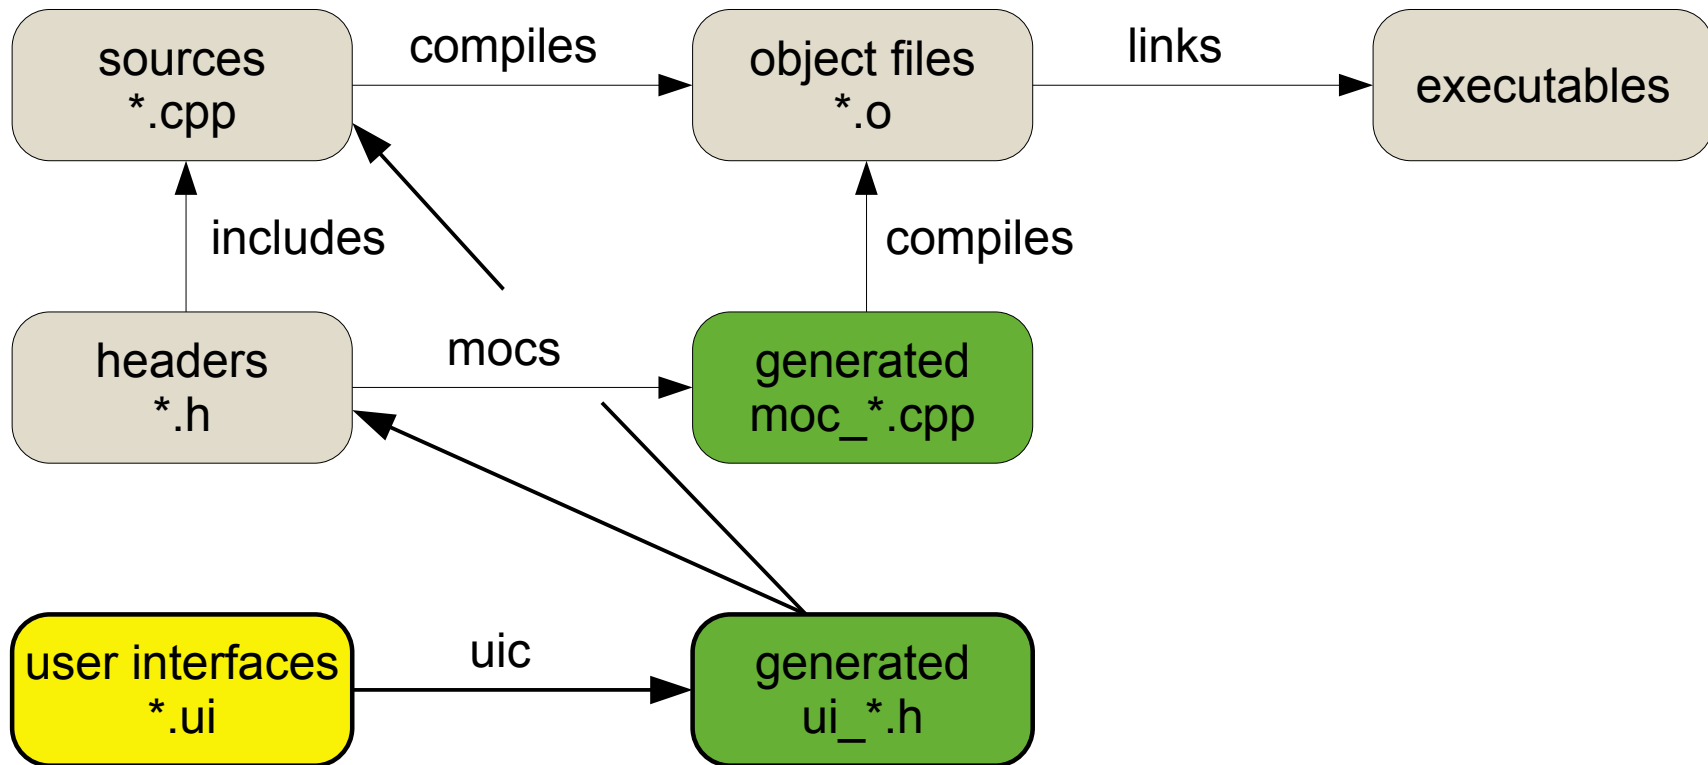 sources
*.cpp
compiles
object files
*.o
links
executables
includes
compiles
headers
*.h
mocs
generated
moc_*.cpp
user interfaces
*.ui
uic
generated
ui_*.h